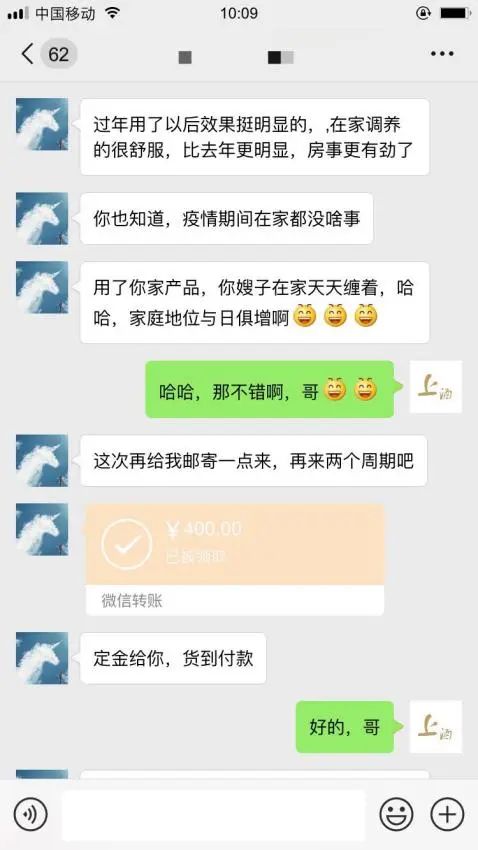 中国移动
10:09
62
过年用了以后效果挺明显的，,在家调养
的很舒服，比去年更明显，房事更有劲了
你也知道，疫情期间在家都没啥事
用了你家产品，你嫂子在家天天缠着，哈
哈，家庭地位与日俱增啊😆😆😆
哈哈，那不错啊，哥😆😆
上酒
这次再给我邮寄一点来，再来两个周期吧
¥400.00
已被领取
微信转账
定金给你，货到付款
好的，哥
上酒